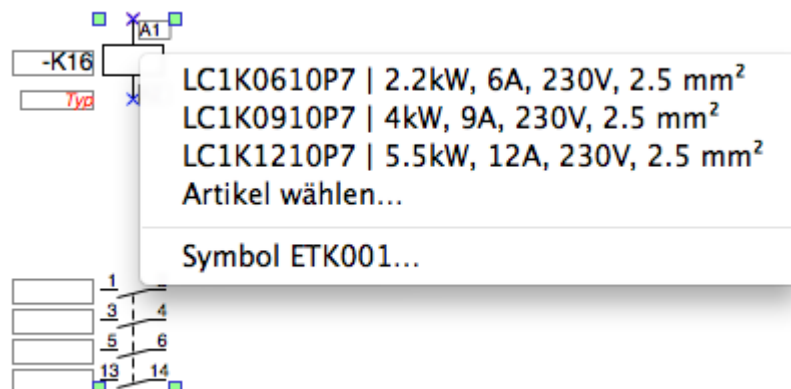 A1
-K16
Typ
LC1K0610P7 | 2.2kW, 6A, 230V, 2.5 mm²
LC1K0910P7 | 4kW, 9A, 230V, 2.5 mm²
LC1K1210P7 | 5.5kW, 12A, 230V, 2.5 mm²
Artikel wählen...
Symbol ETK001...
1
3 4
5 6
13 14